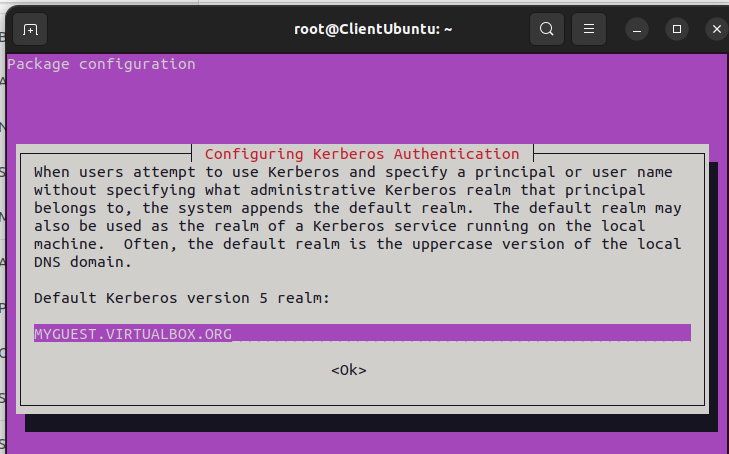 root@ClientUbuntu: ~
Package configuration
Configuring Kerberos Authentication
When users attempt to use Kerberos and specify a principal or user name
without specifying what administrative Kerberos realm that principal
belongs to, the system appends the default realm.  The default realm may
also be used as the realm of a Kerberos service running on the local
machine.  Often, the default realm is the uppercase version of the local
DNS domain.
Default Kerberos version 5 realm:
MYGUEST.VIRTUALBOX.ORG
<Ok>